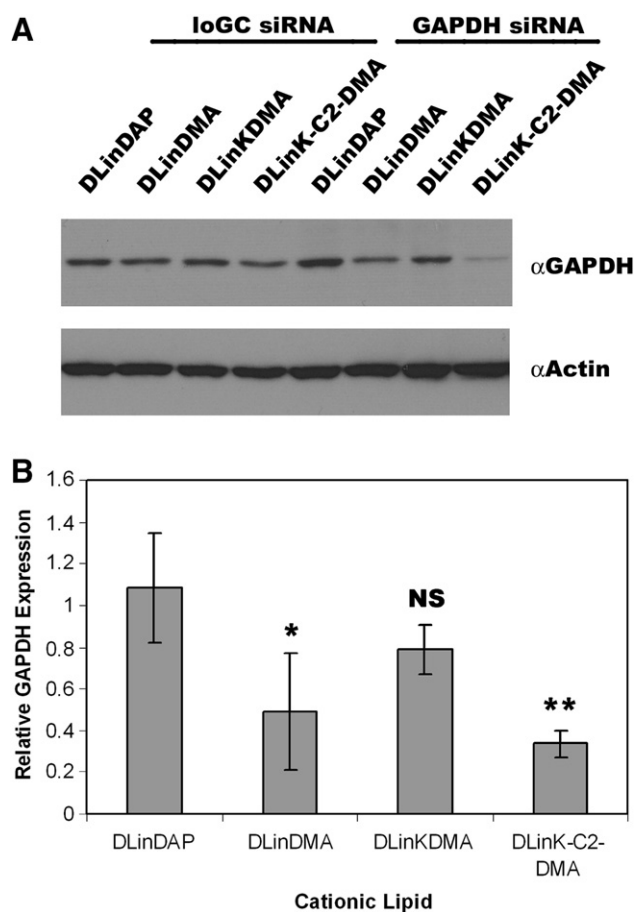 A
loGC siRNA GAPDH siRNA
DLinDAP DLinDMA DLinKDMA DLinK-C2-DMA DLinDAP DLinDMA DLinKDMA DLinK-C2-DMA
αGAPDH
αActin
B
1.6
1.4
1.2
1
0.8
0.6
0.4
0.2
0
Relative GAPDH Expression
*
NS
**
DLinDAP DLinDMA DLinKDMA DLinK-C2-
DMA
Cationic Lipid